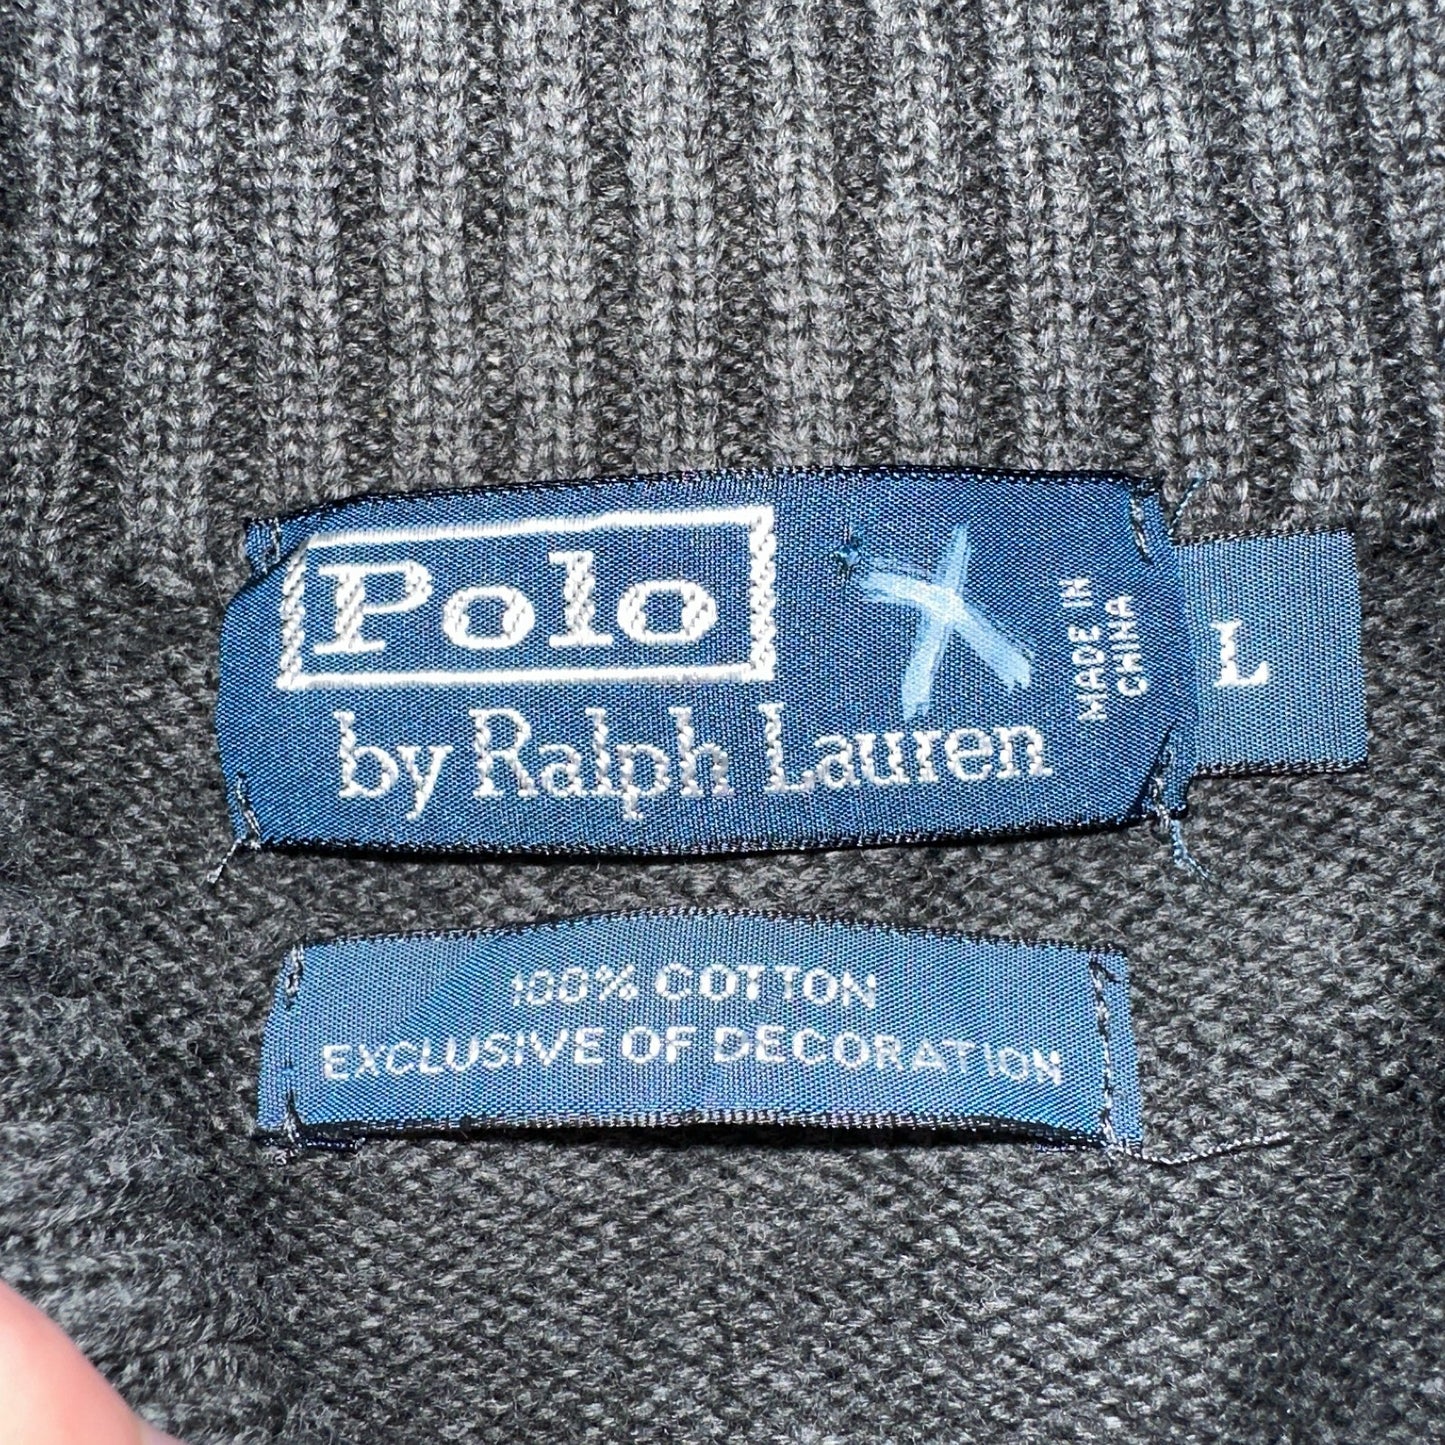 Polo
by Ralph Lauren
MADE IN
CHINA
L
100% COTTON
EXCLUSIVE OF DECORATION